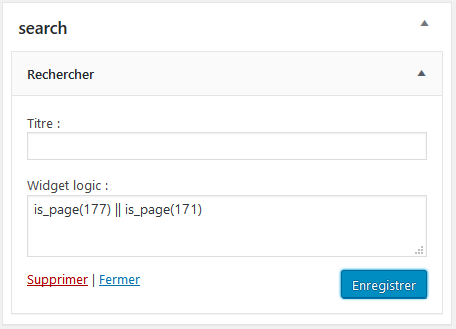 search
Rechercher
Titre :
Widget logic :
is_page(177) || is_page(171)
Supprimer | Fermer
Enregistrer